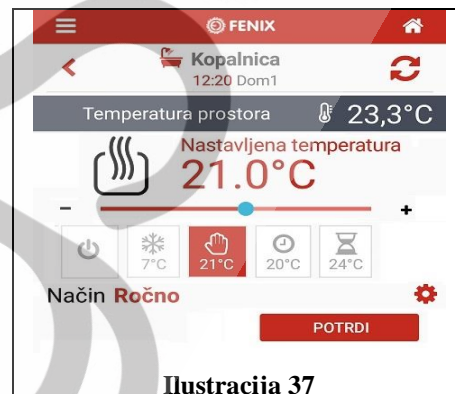 FENIX
Kopalnica
12:20 Dom1
Temperatura prostora 23,3°C
Nastavljena temperatura
21.0°C
- +
7°C 21°C 20°C 24°C
Način Ročno
POTRDI
Ilustracija 37